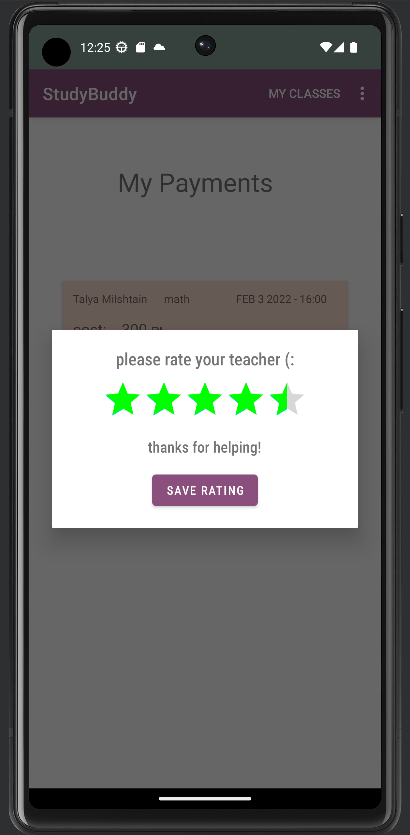 12:25
StudyBuddy MY CLASSES
My Payments
Talya Milshtain math FEB 3 2022 - 16:00
cost: 300
please rate your teacher (:
thanks for helping!
SAVE RATING